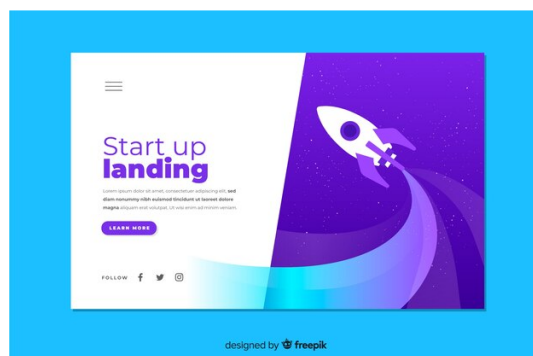 Start up
landing
Lorem ipsum dolor sit amet, consectetuer adipiscing elit, sed
diam nonummy nibh euismod tincidunt ut laoreet dolore
magna aliquam erat volutpat. Ut wisi enim ad minim veniam,
LEARN MORE
FOLLOW
designed by freepik